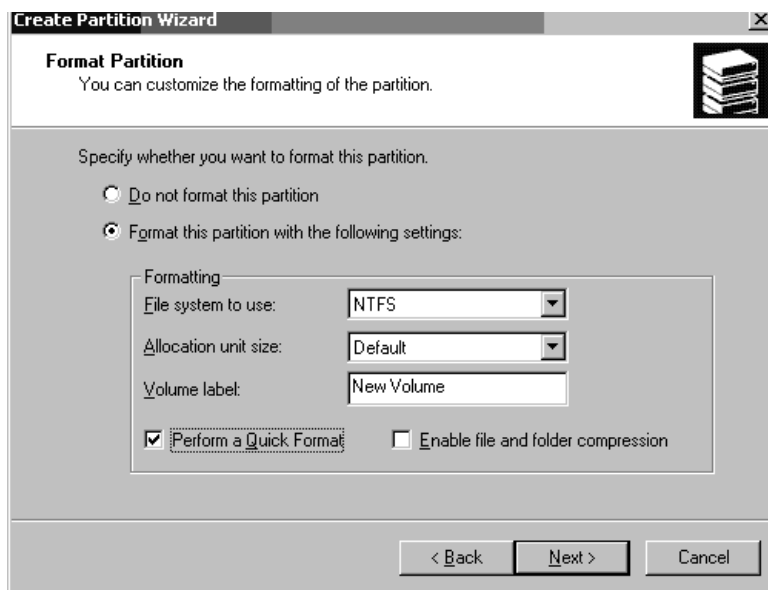 Create Partition Wizard
Format Partition
You can customize the formatting of the partition.
Specify whether you want to format this partition.
Do not format this partition
Format this partition with the following settings:
Formatting
File system to use: NTFS
Allocation unit size: Default
Volume label: New Volume
Perform a Quick Format Enable file and folder compression
< Back Next > Cancel